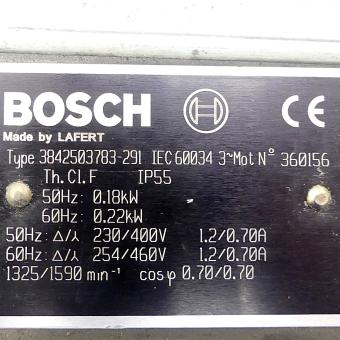 BOSCH CE
Made by LAFERT
Type 3842503783-291 IEC60034 3~Mot N° 360156
Th.Cl.F IP55
50Hz: 0.18kW
60Hz: 0.22kW
50Hz: Δ/⅄ 230/400V 1.2/0.70A
60Hz: Δ/⅄ 254/460V 1.2/0.70A
1325/1590 min⁻¹ cosφ 0.70/0.70